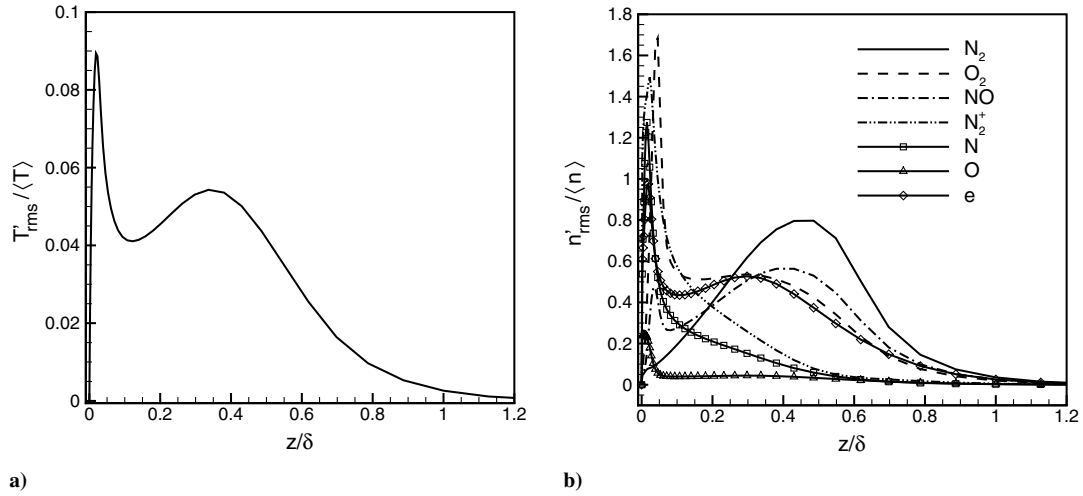 0.1
0.08
0.06
0.04
0.02
0
0 0.2 0.4 0.6 0.8 1 1.2
T'rms / ⟨T⟩
z/δ
a)
1.8
1.6
1.4
1.2
1
0.8
0.6
0.4
0.2
0
0 0.2 0.4 0.6 0.8 1 1.2
n'rms / ⟨n⟩
z/δ
N₂
O₂
NO
N₂⁺
N
O
e
b)